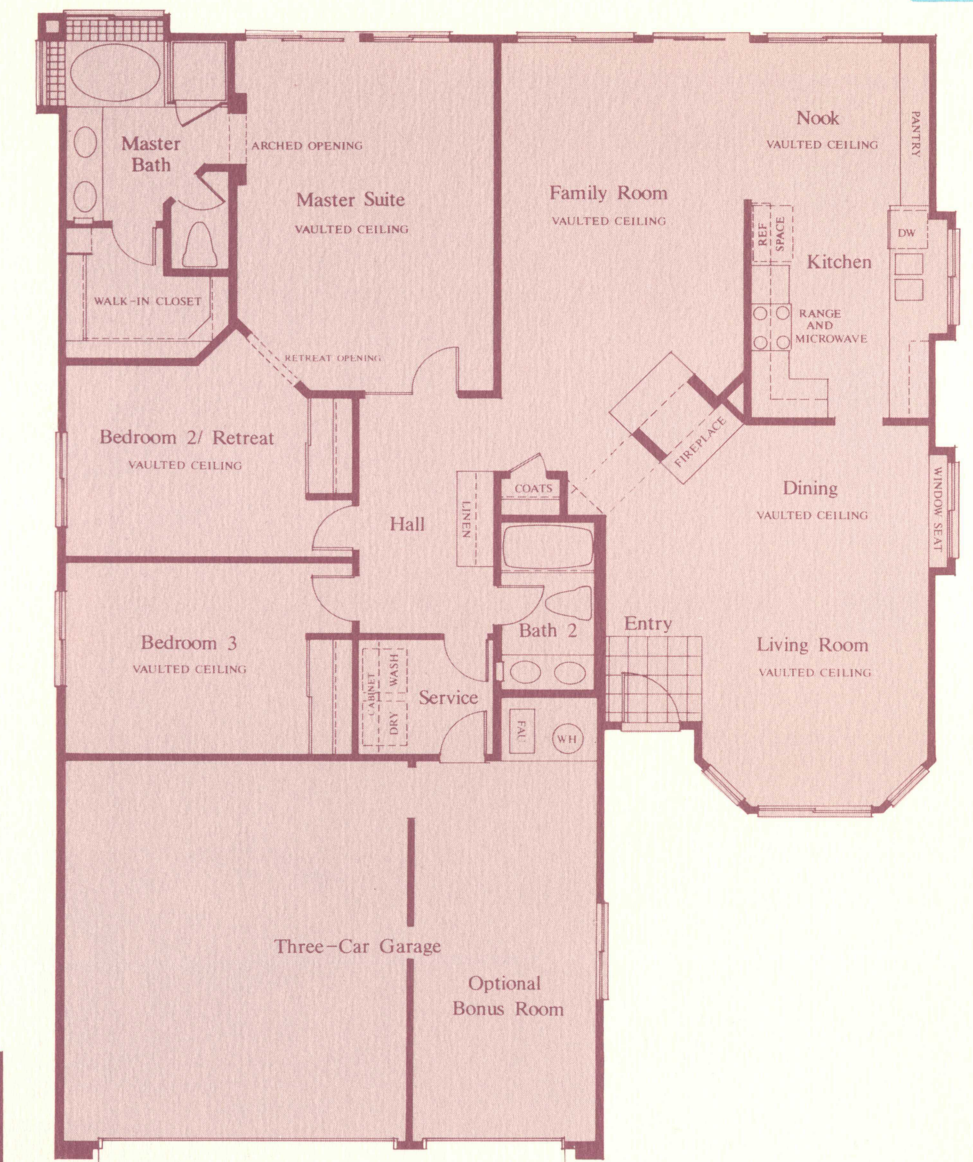 Master
Bath
ARCHED OPENING
Master Suite
VAULTED CEILING
WALK-IN CLOSET
RETREAT OPENING
Family Room
VAULTED CEILING
Nook
VAULTED CEILING
PANTRY
REF
SPACE
DW
Kitchen
RANGE
AND
MICROWAVE
FIREPLACE
Bedroom 2/ Retreat
VAULTED CEILING
Hall
LINEN
COATS
Dining
VAULTED CEILING
WINDOW SEAT
Bedroom 3
VAULTED CEILING
Bath 2
Entry
Living Room
VAULTED CEILING
CABINET
WASH
DRY
Service
FAU
WH
Three-Car Garage
Optional
Bonus Room